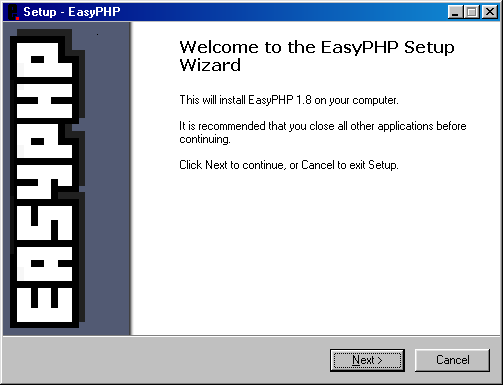 Setup - EasyPHP
EASYPHP
Welcome to the EasyPHP Setup
Wizard
This will install EasyPHP 1.8 on your computer.
It is recommended that you close all other applications before
continuing.
Click Next to continue, or Cancel to exit Setup.
Next >
Cancel